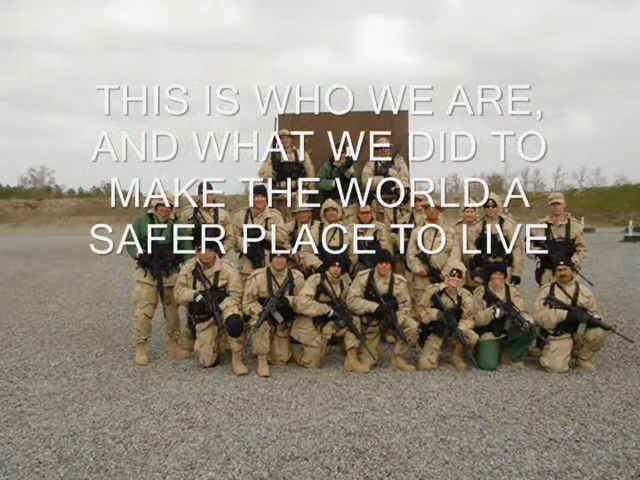 THIS IS WHO WE ARE,
AND WHAT WE DID TO
MAKE THE WORLD A
SAFER PLACE TO LIVE